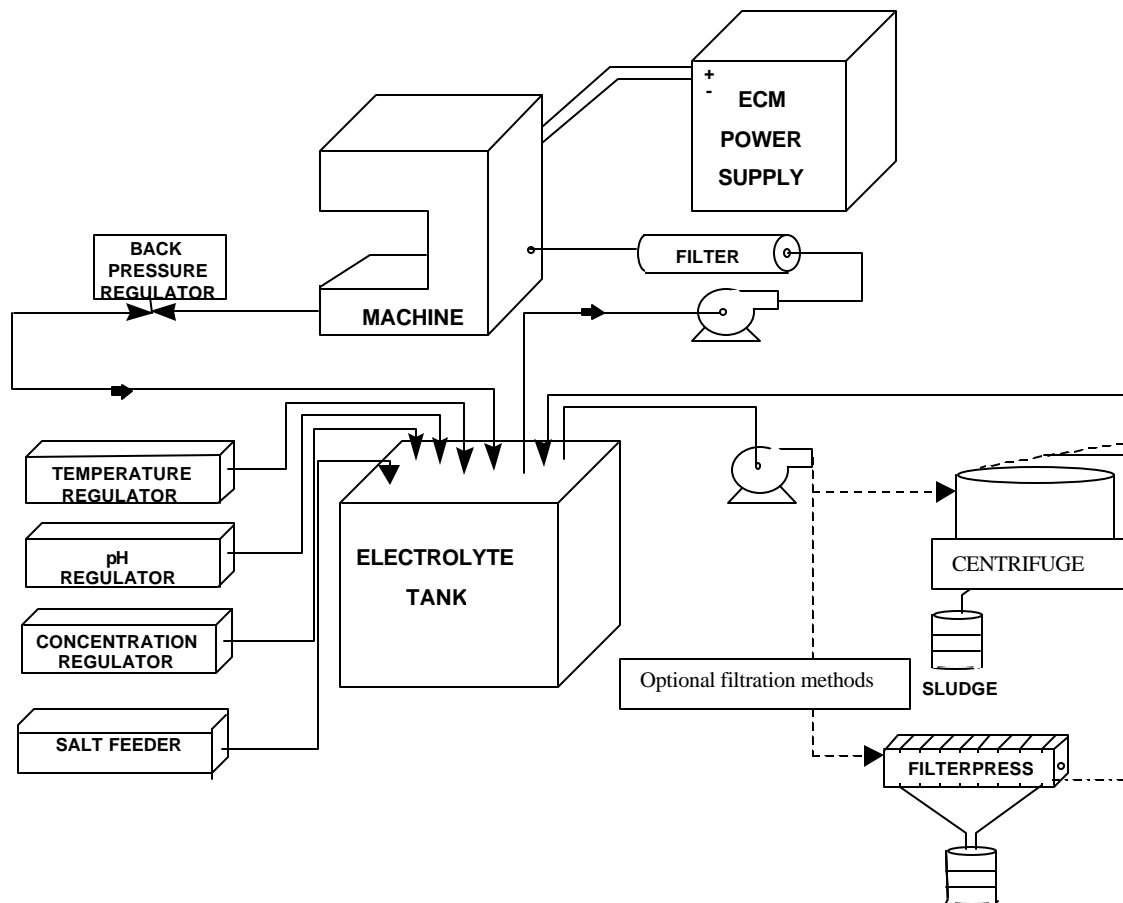 +
-
ECM
POWER
SUPPLY
BACK
PRESSURE
REGULATOR
FILTER
MACHINE
TEMPERATURE
REGULATOR
pH
REGULATOR
CONCENTRATION
REGULATOR
SALT FEEDER
ELECTROLYTE
TANK
CENTRIFUGE
Optional filtration methods
SLUDGE
FILTERPRESS